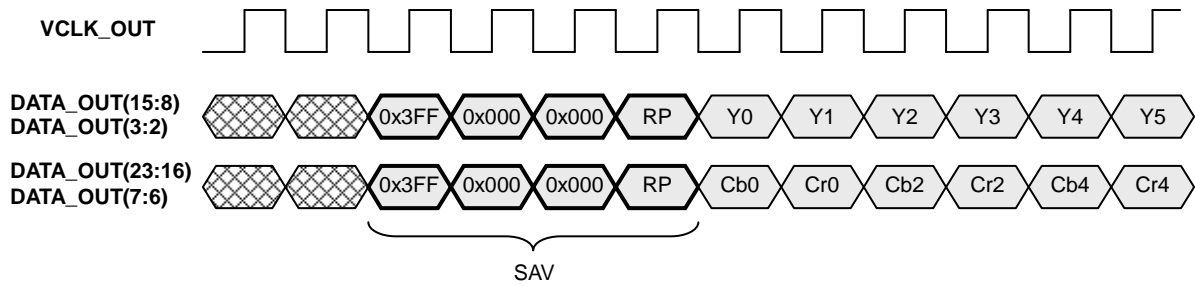 VCLK_OUT
DATA_OUT(15:8)
DATA_OUT(3:2)
0x3FF 0x000 0x000 RP Y0 Y1 Y2 Y3 Y4 Y5
DATA_OUT(23:16)
DATA_OUT(7:6)
0x3FF 0x000 0x000 RP Cb0 Cr0 Cb2 Cr2 Cb4 Cr4
SAV